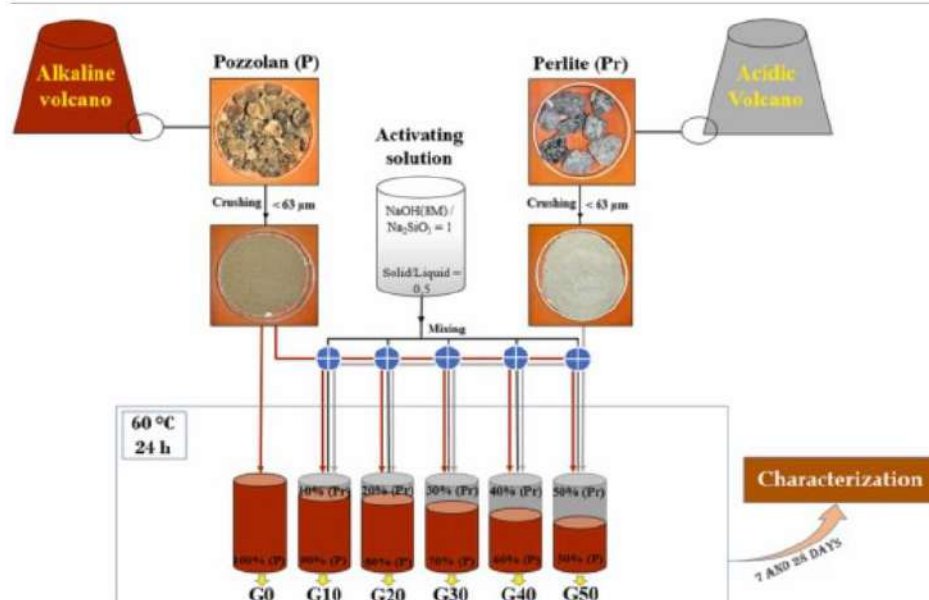 Alkaline
volcano
Pozzolan (P)
Perlite (Pr)
Acidic
Volcano
Activating
solution
Crushing < 63 µm
NaOH(8M) /
Na₂SiO₃ = 1
Solid/Liquid =
0.5
Crushing < 63 µm
Mixing
60 °C
24 h
10% (Pr) 20% (Pr) 30% (Pr) 40% (Pr) 50% (Pr)
100% (P) 90% (P) 80% (P) 70% (P) 60% (P) 50% (P)
G0 G10 G20 G30 G40 G50
Characterization
7 AND 28 DAYS